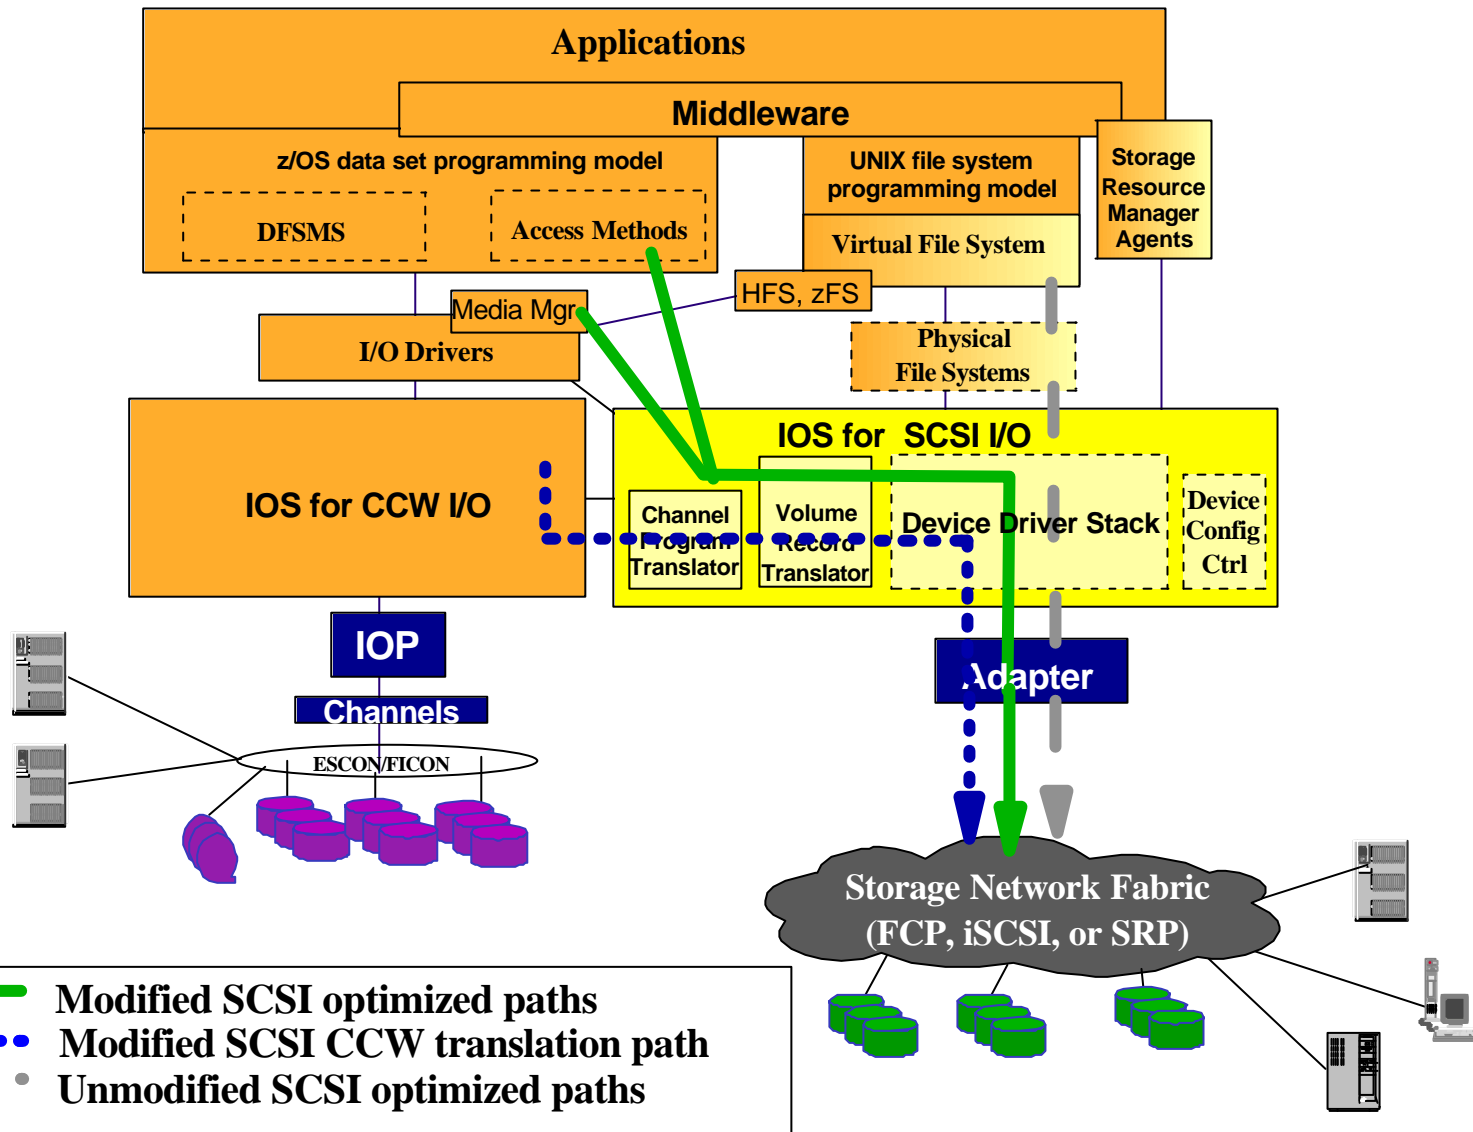 Applications
Middleware
z/OS data set programming model
DFSMS
Access Methods
UNIX file system
programming model
Virtual File System
Storage
Resource
Manager
Agents
HFS, zFS
Media Mgr
I/O Drivers
Physical
File Systems
IOS for CCW I/O
IOS for SCSI I/O
Channel
Program
Translator
Volume
Record
Translator
Device Driver Stack
Device
Config
Ctrl
IOP
Channels
ESCON/FICON
Adapter
Storage Network Fabric
(FCP, iSCSI, or SRP)
Modified SCSI optimized paths
Modified SCSI CCW translation path
Unmodified SCSI optimized paths